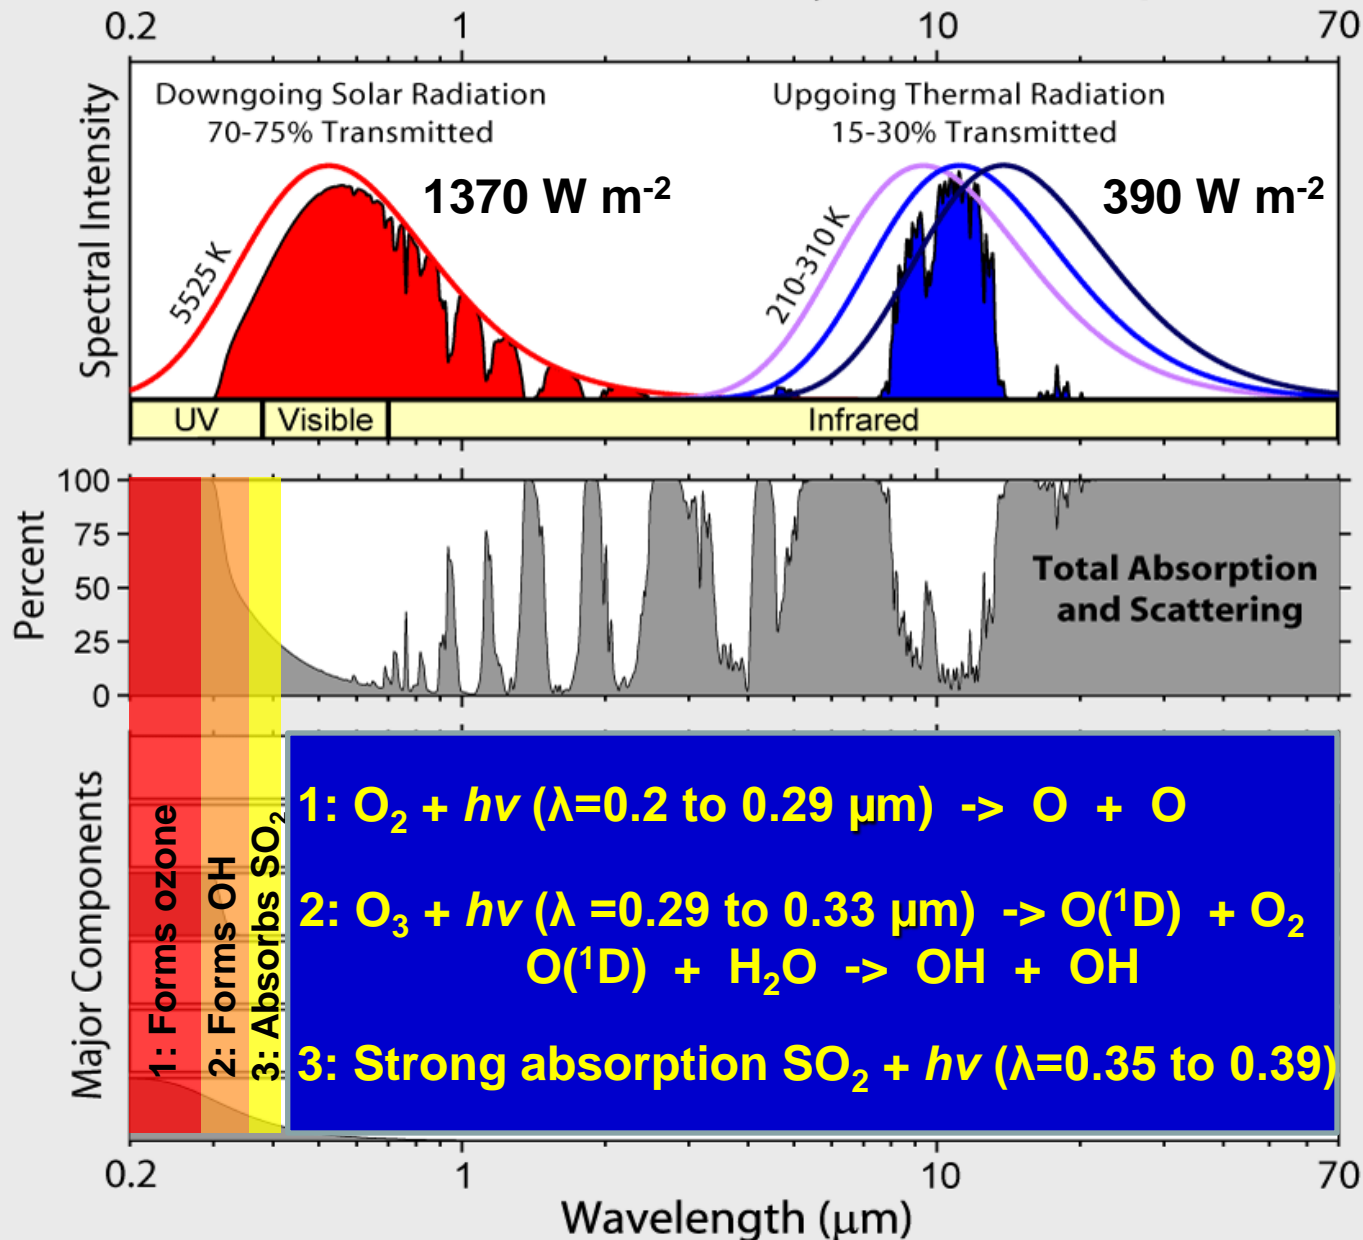 0.2 1 10 70
Downgoing Solar Radiation
70-75% Transmitted
Upgoing Thermal Radiation
15-30% Transmitted
1370 W m-2
390 W m-2
5525 K
210-310 K
Spectral Intensity
UV Visible Infrared
100
75
50
25
0
Percent
Total Absorption
and Scattering
Major Components
1: Forms ozone
2: Forms OH
3: Absorbs SO2
1: O2 + hv (λ=0.2 to 0.29 µm) -> O + O
2: O3 + hv (λ =0.29 to 0.33 µm) -> O(1D) + O2
O(1D) + H2O -> OH + OH
3: Strong absorption SO2 + hv (λ=0.35 to 0.39)
0.2 1 10 70
Wavelength (µm)